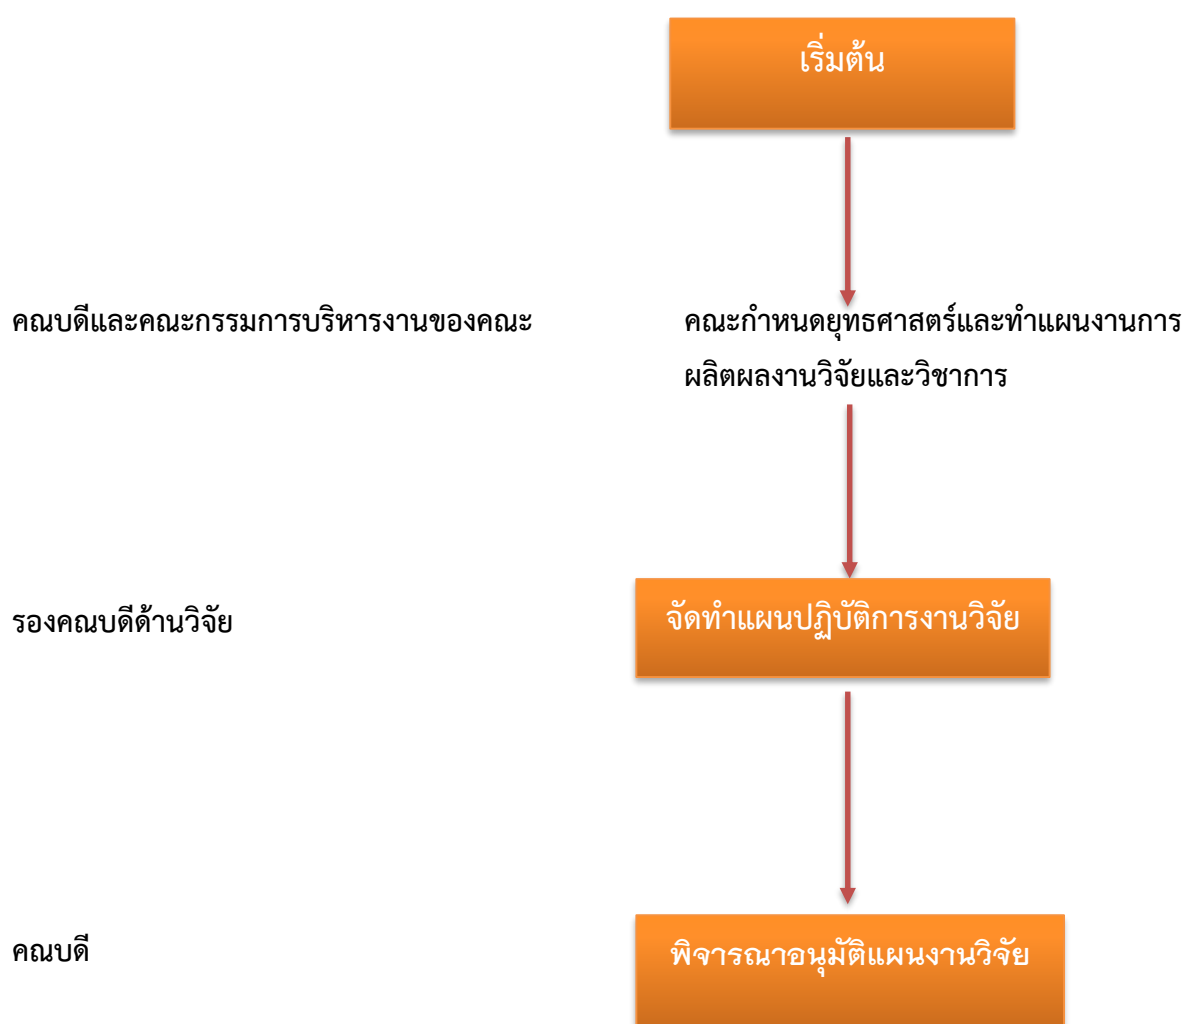 เริ่มต้น
คณบดีและคณะกรรมการบริหารงานของคณะ
คณะกำหนดยุทธศาสตร์และทำแผนงานการ
ผลิตผลงานวิจัยและวิชาการ
รองคณบดีด้านวิจัย
จัดทำแผนปฏิบัติการงานวิจัย
คณบดี
พิจารณาอนุมัติแผนงานวิจัย